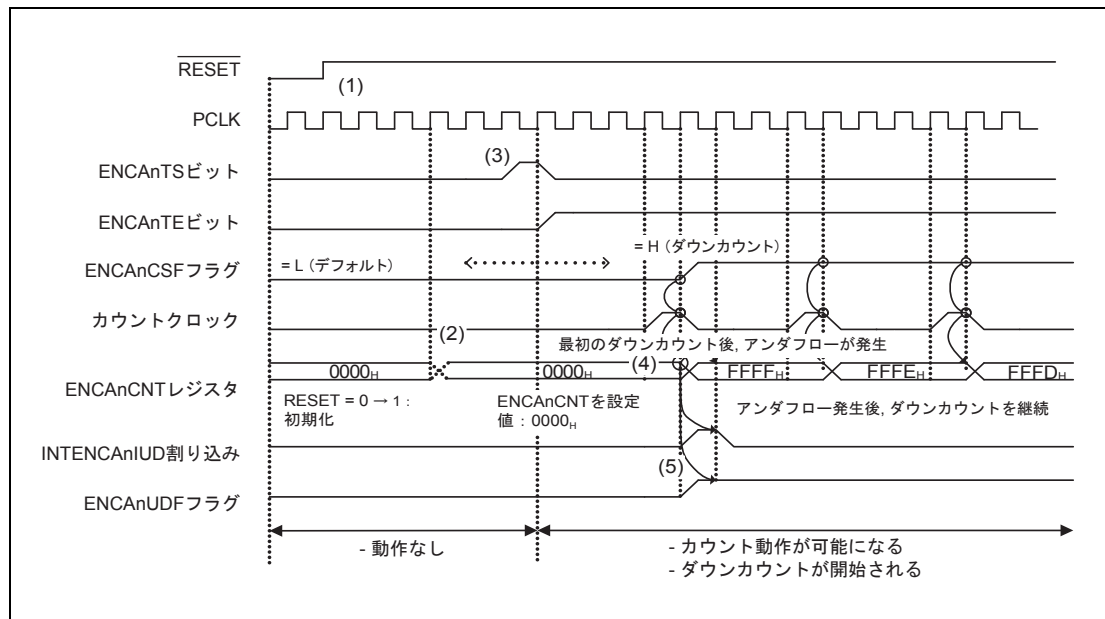 RESET
(1)
PCLK
(3)
ENCAnTSビット
ENCAnTEビット
= H (ダウンカウント)
ENCAnCSFフラグ
= L (デフォルト)
カウントクロック
(2)
最初のダウンカウント後, アンダフローが発生
(4)
ENCAnCNTレジスタ
0000H
0000H
FFFFH
FFFEH
FFFDH
RESET = 0 → 1 :
初期化
ENCAnCNTを設定
値 : 0000H
アンダフロー発生後, ダウンカウントを継続
INTENCAnIUD割り込み
(5)
ENCAnUDFフラグ
- 動作なし
- カウント動作が可能になる
- ダウンカウントが開始される